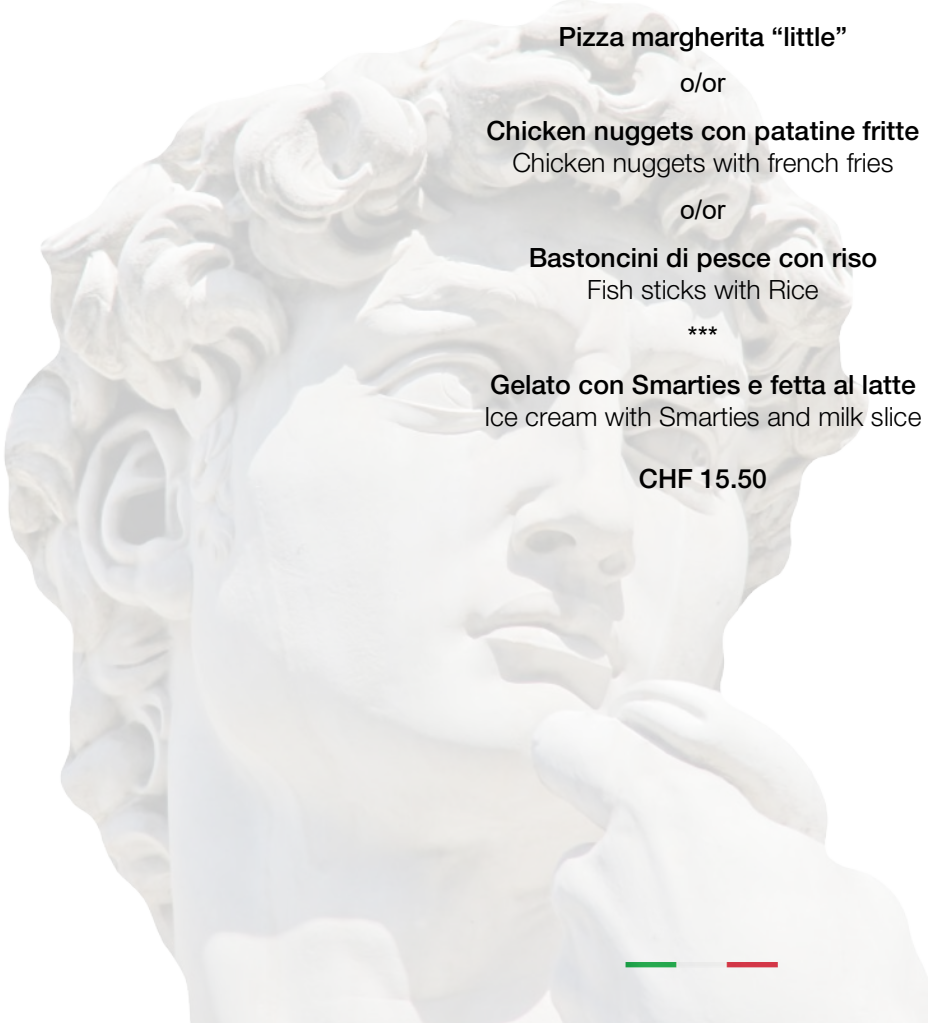 Pizza margherita “little”
o/or
Chicken nuggets con patatine fritte
Chicken nuggets with french fries
o/or
Bastoncini di pesce con riso
Fish sticks with Rice
***
Gelato con Smarties e fetta al latte
Ice cream with Smarties and milk slice
CHF 15.50